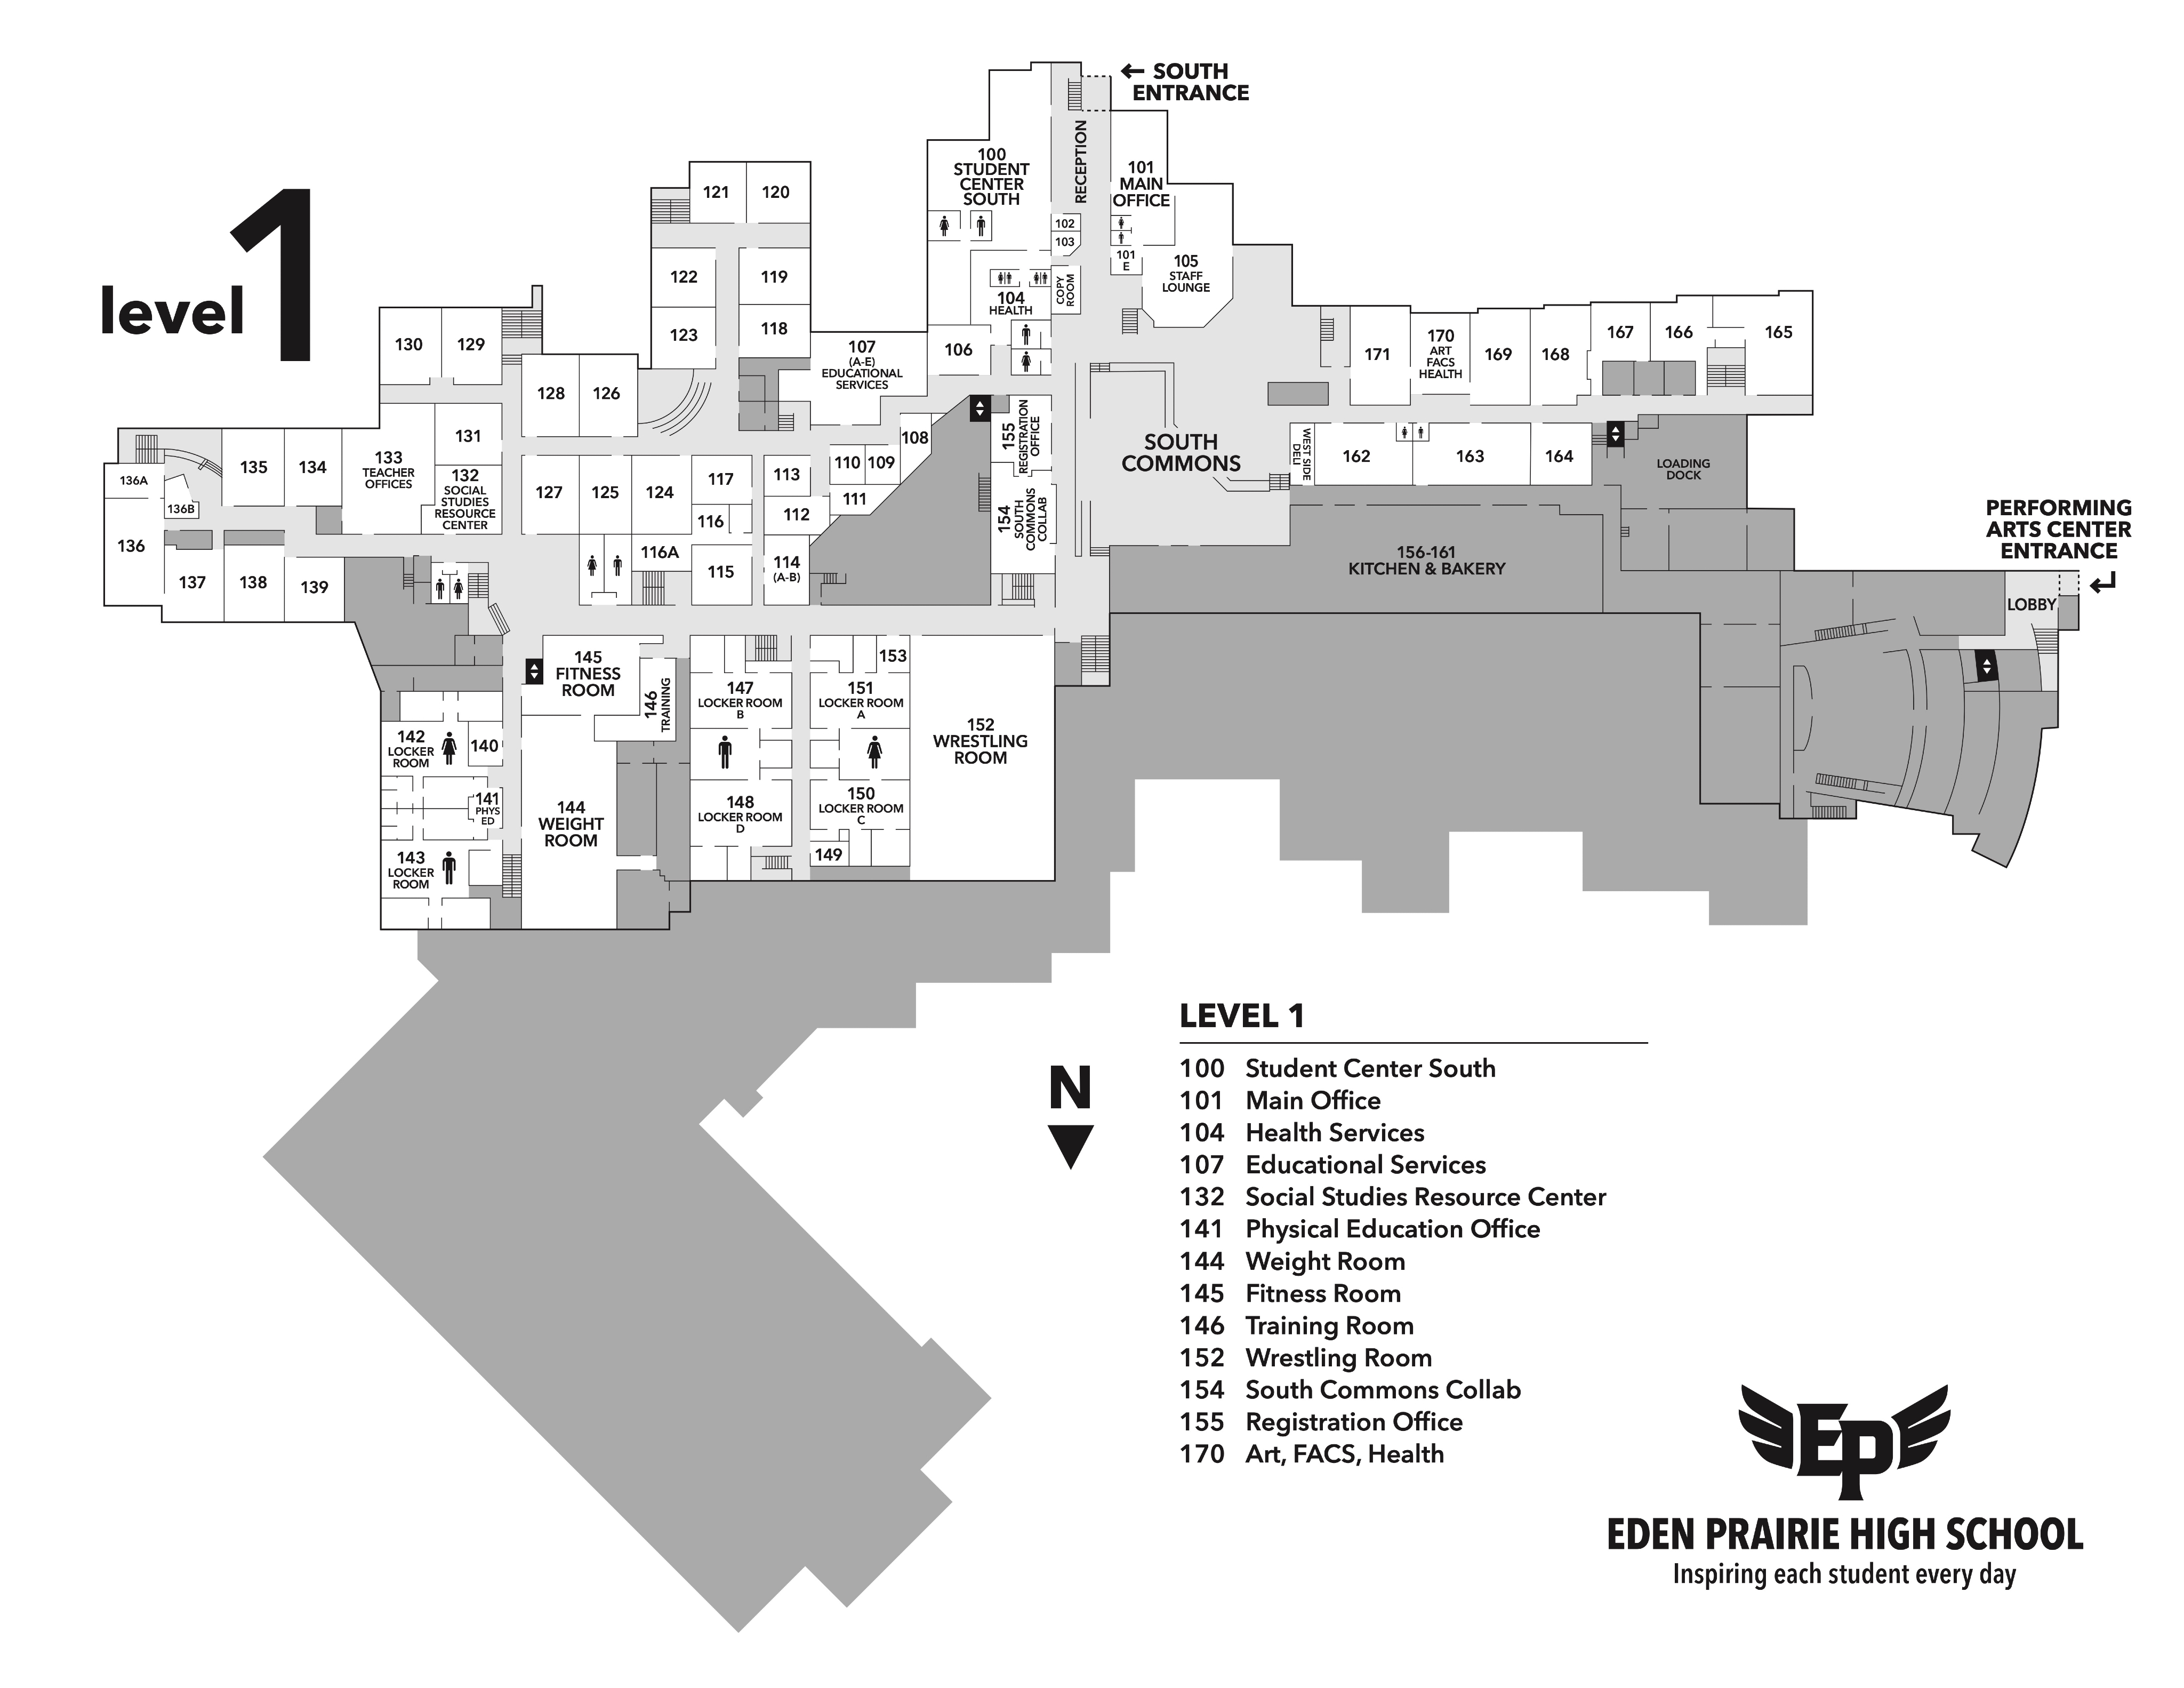 ← SOUTH
ENTRANCE
level 1
RECEPTION
100
STUDENT
CENTER
SOUTH
101
MAIN
OFFICE
102
103
101
E
105
STAFF
LOUNGE
COPY
ROOM
104
HEALTH
106
121
120
122
119
123
118
107
(A-E)
EDUCATIONAL
SERVICES
130
129
128
126
131
132
SOCIAL
STUDIES
RESOURCE
CENTER
133
TEACHER
OFFICES
134
135
136A
136B
136
137
138
139
127
125
124
117
116
116A
115
113
112
114
(A-B)
108
110
109
111
155
REGISTRATION
OFFICE
154
SOUTH
COMMONS
COLLAB
SOUTH
COMMONS
WEST SIDE
DELI
162
163
164
171
170
ART
FACS
HEALTH
169
168
167
166
165
LOADING
DOCK
156-161
KITCHEN & BAKERY
PERFORMING
ARTS CENTER
ENTRANCE
LOBBY
145
FITNESS
ROOM
146
TRAINING
147
LOCKER ROOM
B
153
151
LOCKER ROOM
A
152
WRESTLING
ROOM
142
LOCKER
ROOM
140
141
PHYS
ED
143
LOCKER
ROOM
144
WEIGHT
ROOM
148
LOCKER ROOM
D
150
LOCKER ROOM
C
149
N
LEVEL 1
100 Student Center South
101 Main Office
104 Health Services
107 Educational Services
132 Social Studies Resource Center
141 Physical Education Office
144 Weight Room
145 Fitness Room
146 Training Room
152 Wrestling Room
154 South Commons Collab
155 Registration Office
170 Art, FACS, Health
EP
EDEN PRAIRIE HIGH SCHOOL
Inspiring each student every day